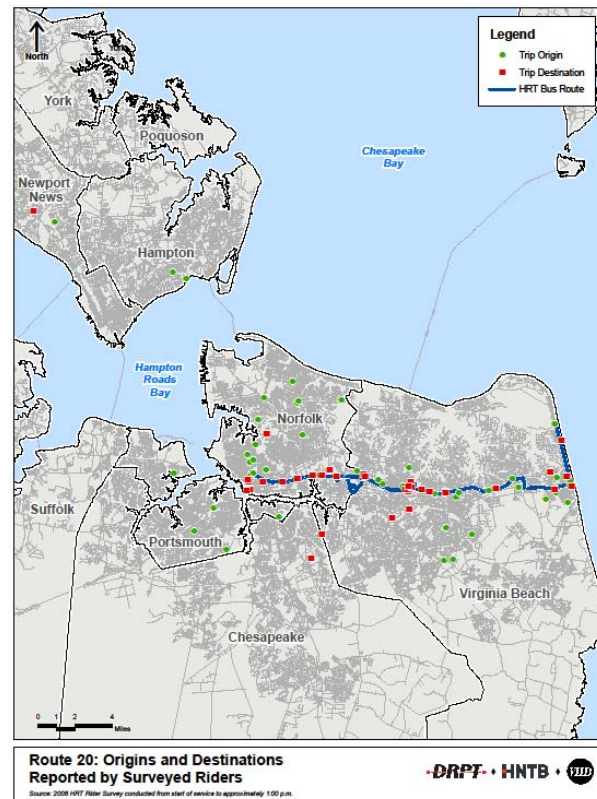 North
York
York
Poquoson
Chesapeake
Bay
Legend
Trip Origin
Trip Destination
HRT Bus Route
Newport
News
Hampton
Hampton
Roads
Bay
Norfolk
Suffolk
Portsmouth
Virginia Beach
Chesapeake
0 1 2 4
Miles
Route 20: Origins and Destinations
Reported by Surveyed Riders
Source: 2008 HRT Rider Survey conducted from start of service to approximately 1:00 p.m.
DRPT HNTB